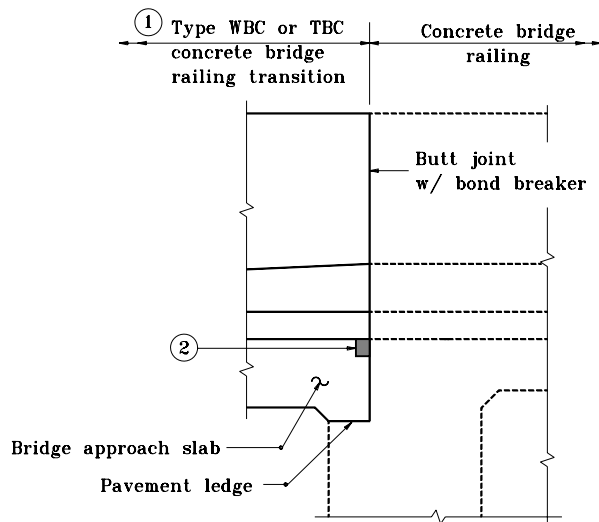 1 Type WBC or TBC
concrete bridge
railing transition
Concrete bridge
railing
Butt joint
w/ bond breaker
2
Bridge approach slab
Pavement ledge